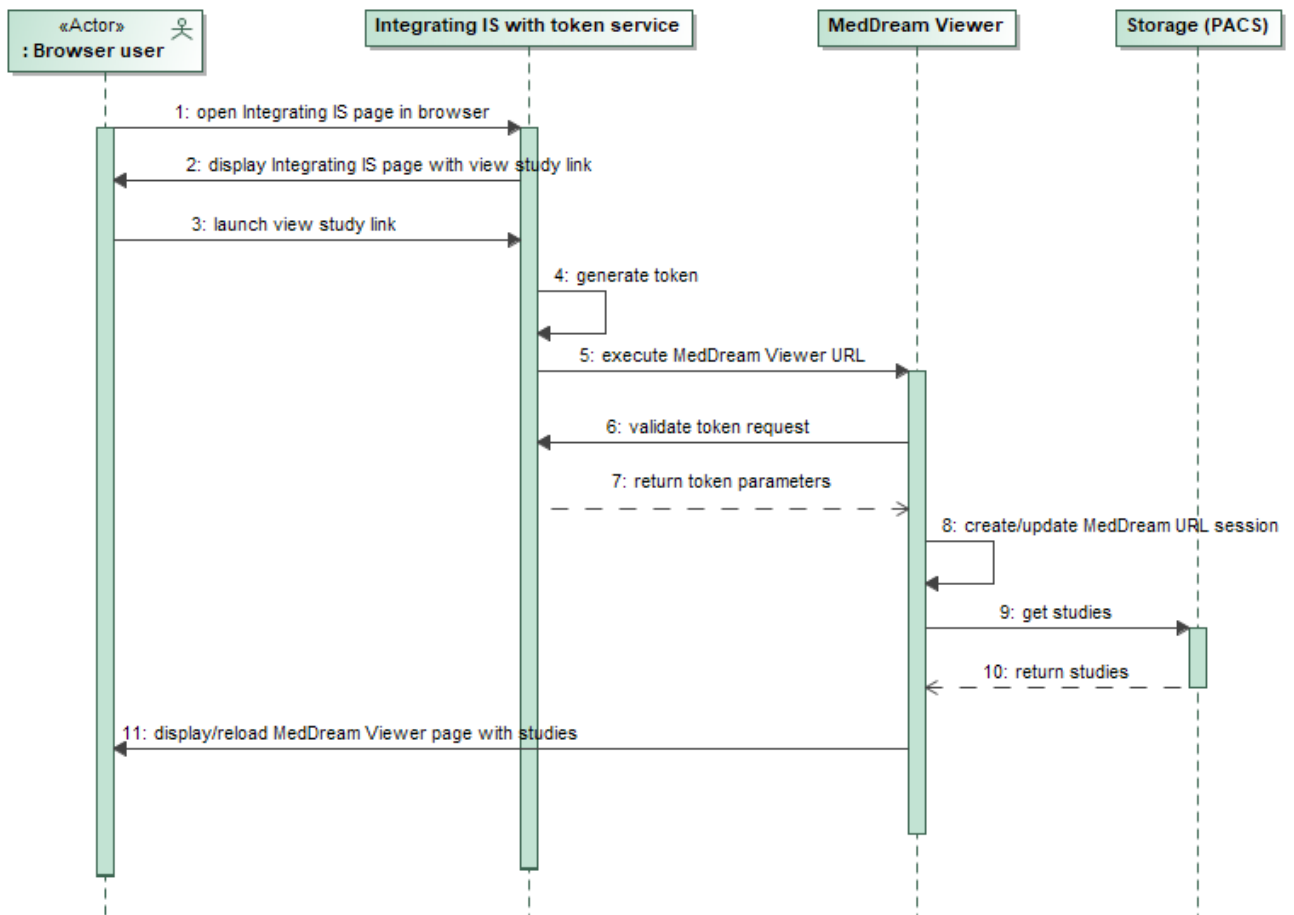 «Actor»
: Browser user
Integrating IS with token service
MedDream Viewer
Storage (PACS)
1: open Integrating IS page in browser
2: display Integrating IS page with view study link
3: launch view study link
4: generate token
5: execute MedDream Viewer URL
6: validate token request
7: return token parameters
8: create/update MedDream URL session
9: get studies
10: return studies
11: display/reload MedDream Viewer page with studies